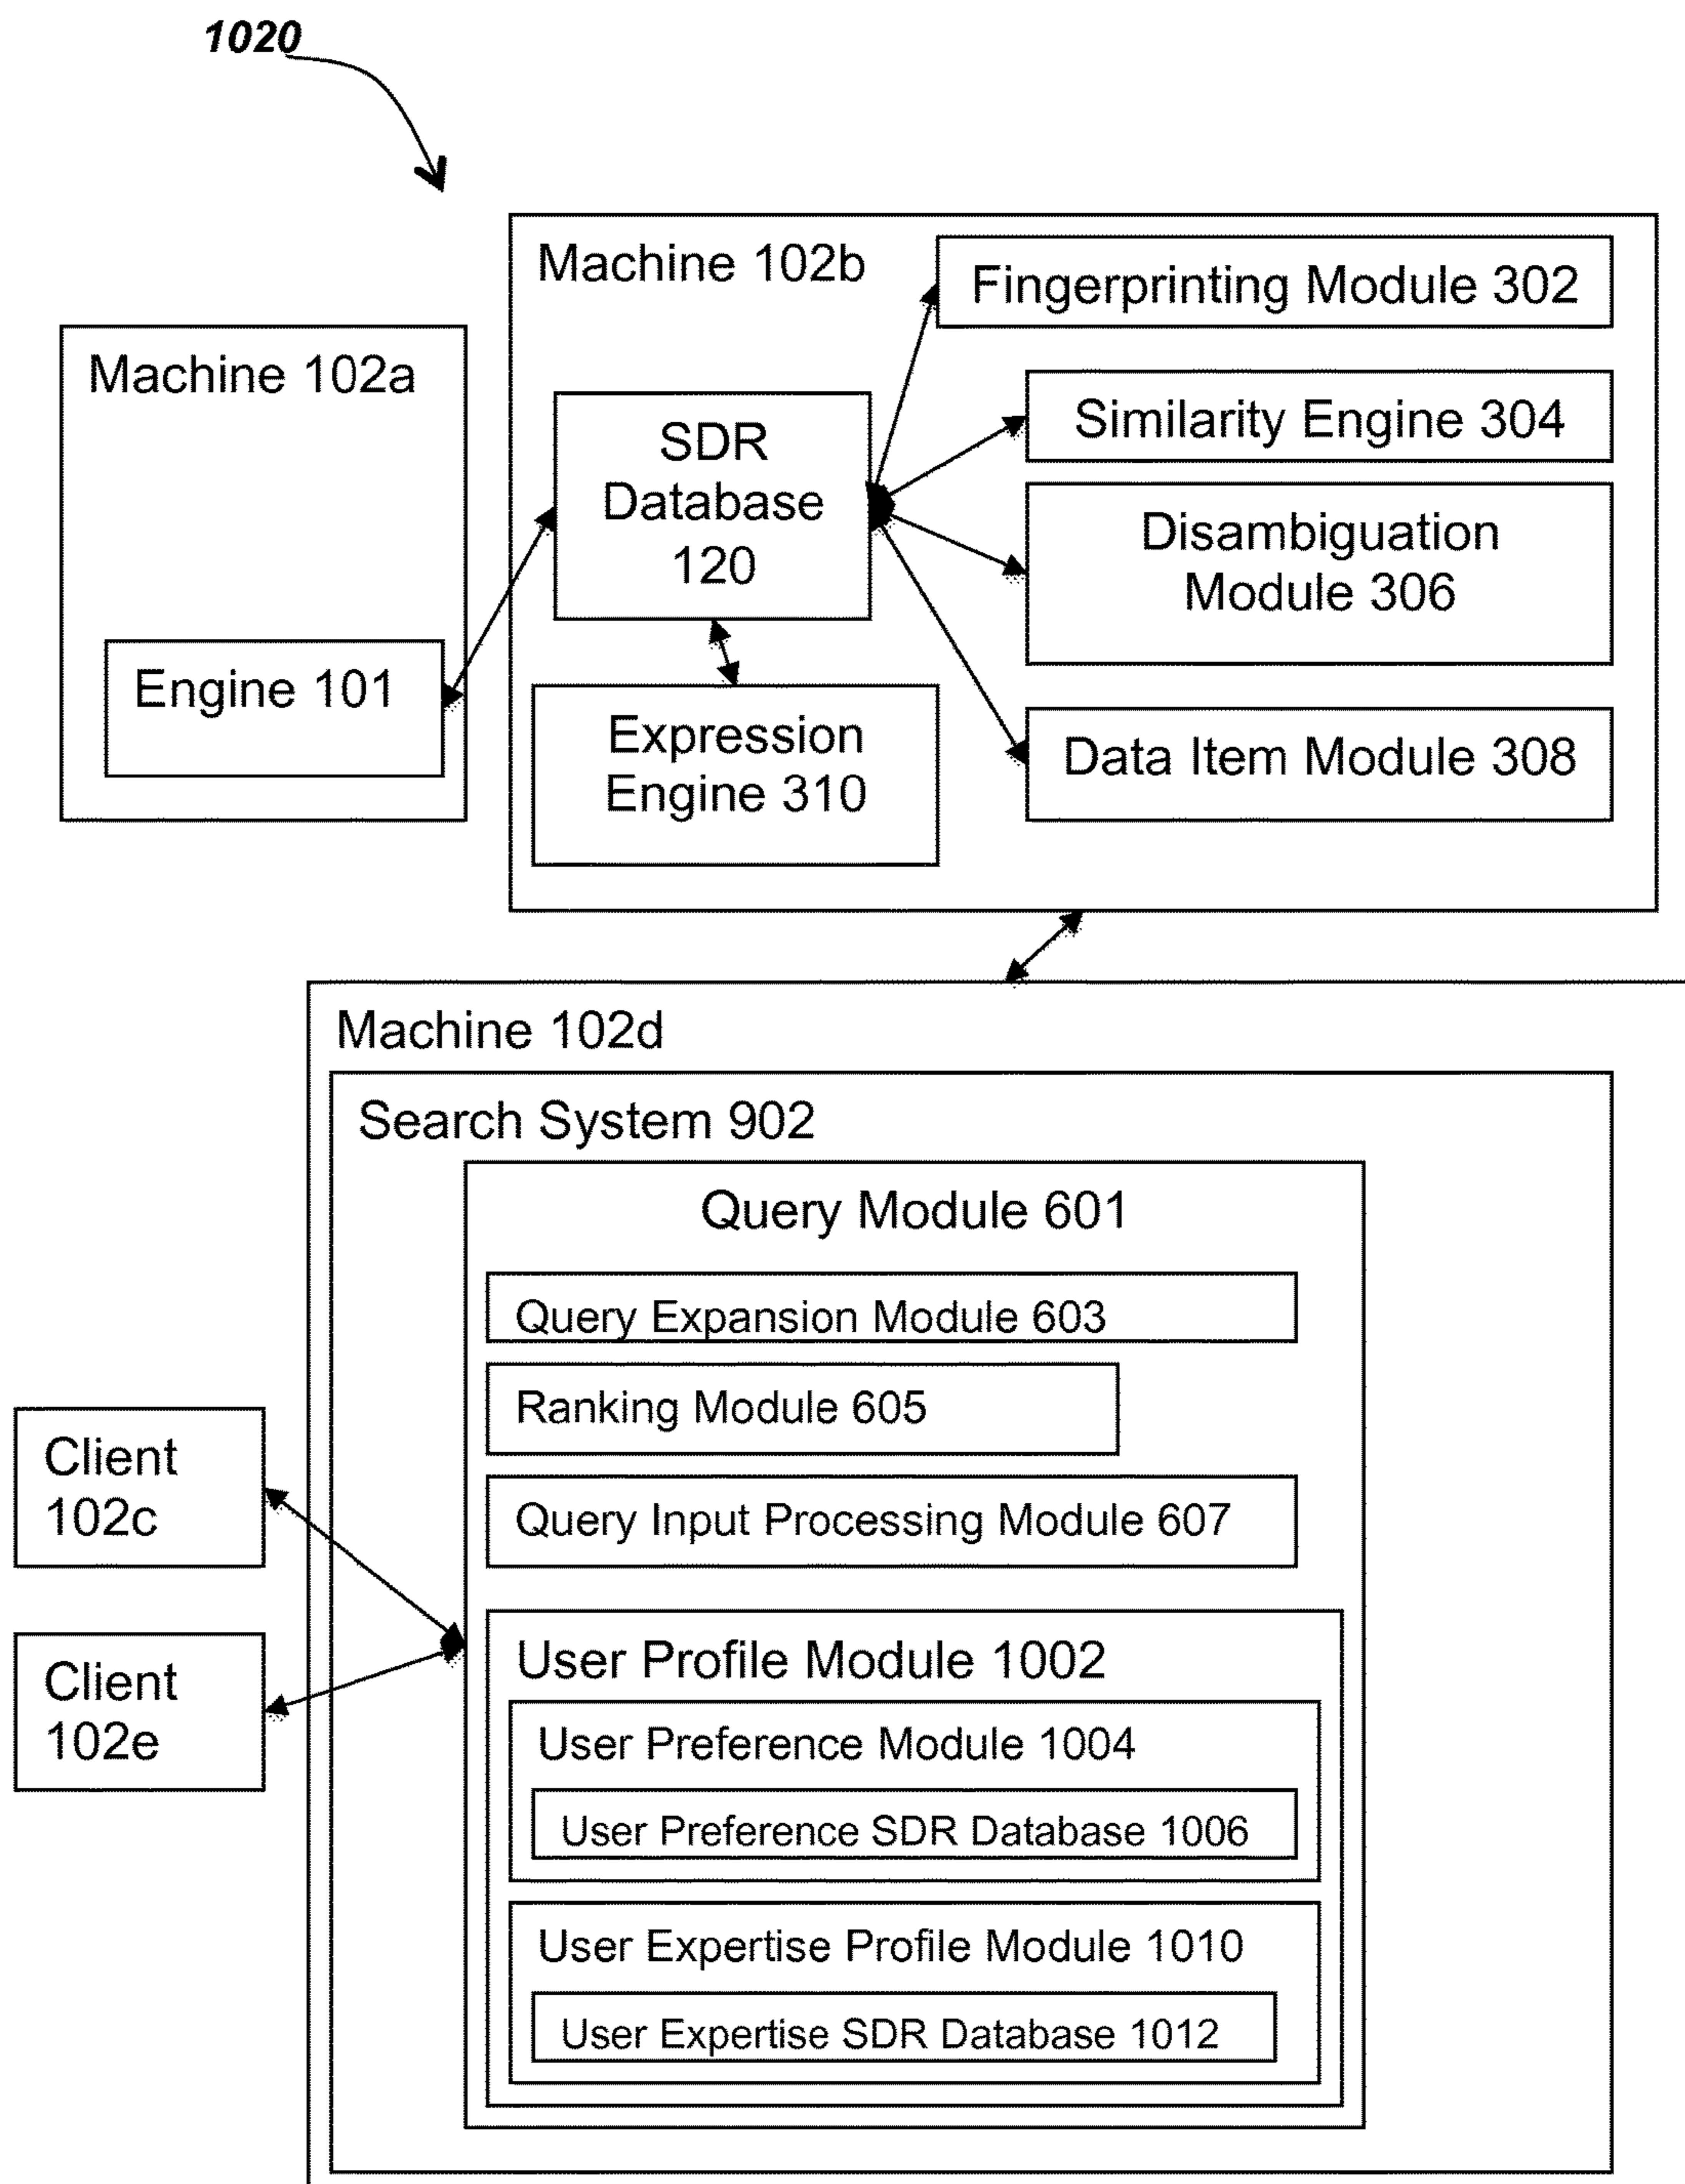 1020
Machine 102b
Fingerprinting Module 302
Machine 102a
Similarity Engine 304
SDR
Database
120
Disambiguation
Module 306
Engine 101
Expression
Engine 310
Data Item Module 308
Machine 102d
Search System 902
Query Module 601
Query Expansion Module 603
Ranking Module 605
Query Input Processing Module 607
Client
102c
Client
102e
User Profile Module 1002
User Preference Module 1004
User Preference SDR Database 1006
User Expertise Profile Module 1010
User Expertise SDR Database 1012